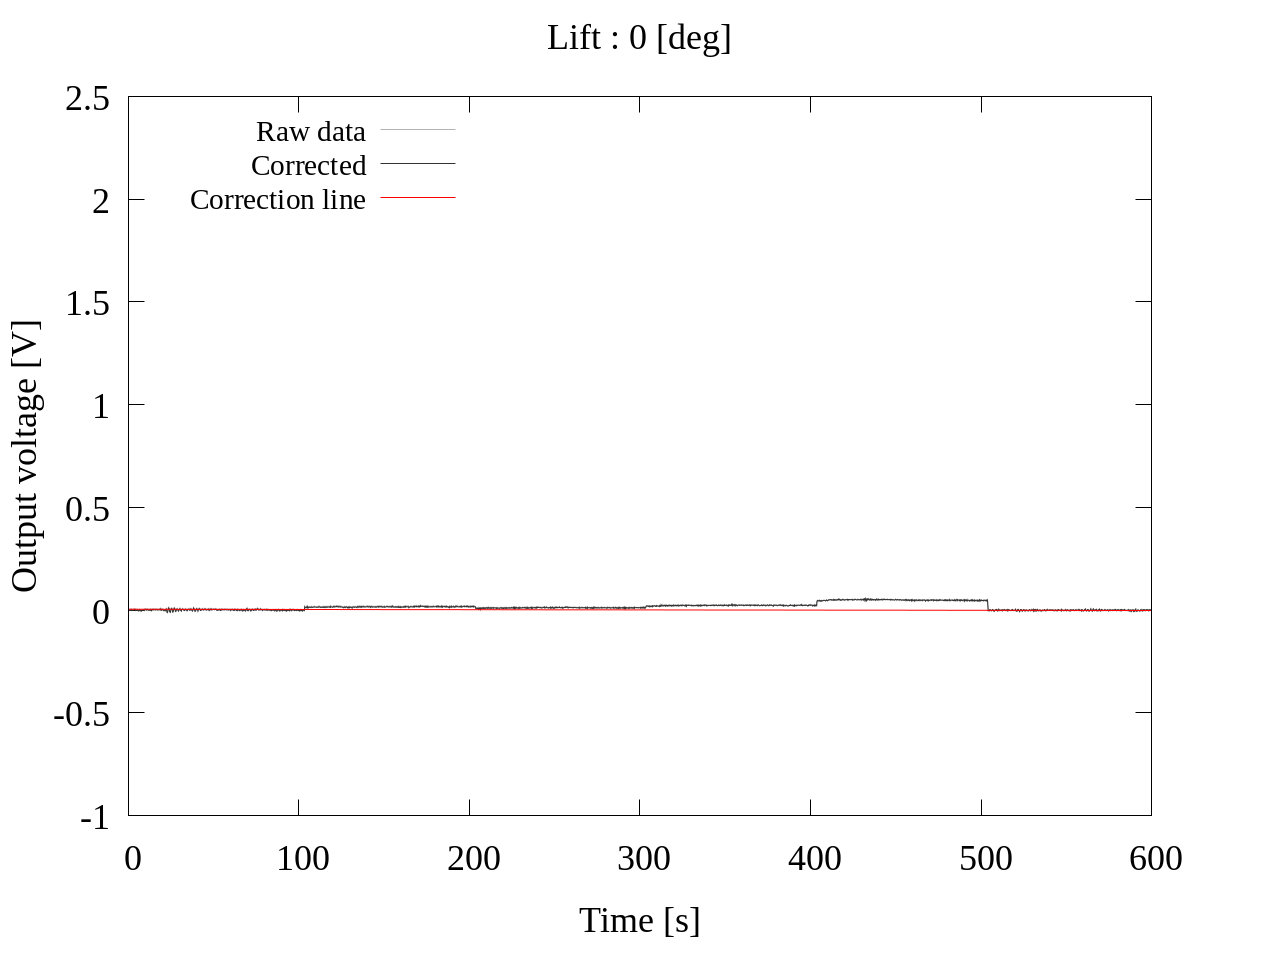 Lift : 0 [deg]
2.5
2
1.5
1
0.5
0
-0.5
-1
Output voltage [V]
Raw data
Corrected
Correction line
0 100 200 300 400 500 600
Time [s]